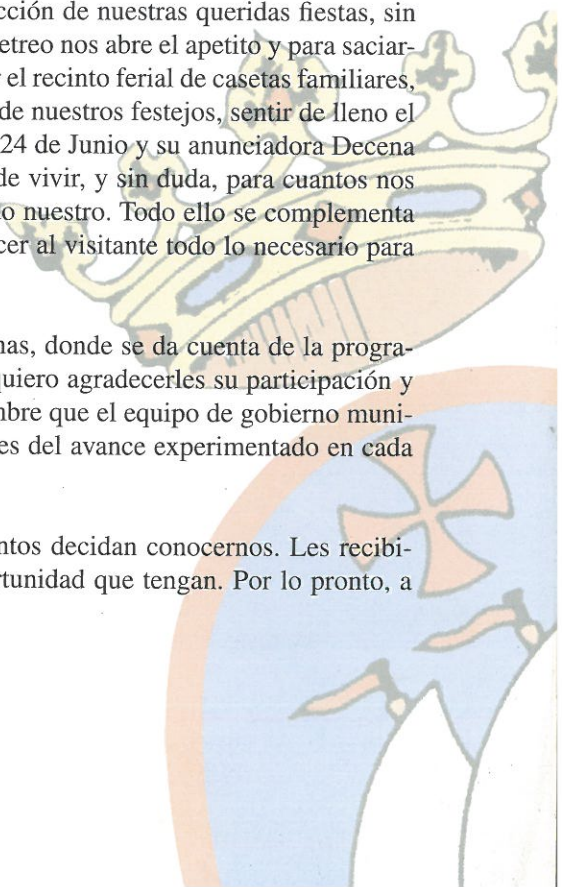 cción de nuestras queridas fiestas, sin
etreo nos abre el apetito y para saciar-
r el recinto ferial de casetas familiares,
de nuestros festejos, sentir de lleno el
24 de Junio y su anunciadora Decena
de vivir, y sin duda, para cuantos nos
lo nuestro. Todo ello se complementa
cer al visitante todo lo necesario para
nas, donde se da cuenta de la progra-
quiero agradecerles su participación y
mbre que el equipo de gobierno muni-
es del avance experimentado en cada
ntos decidan conocernos. Les recibi-
rtunidad que tengan. Por lo pronto, a